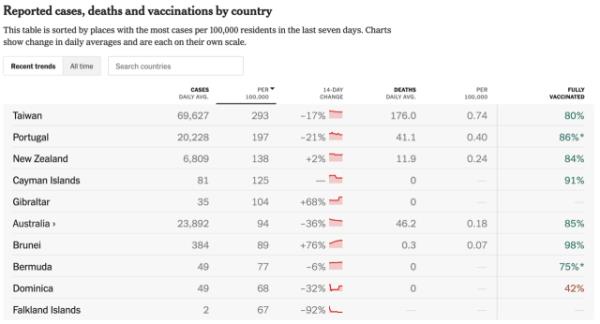 Reported cases, deaths and vaccinations by country
This table is sorted by places with the most cases per 100,000 residents in the last seven days. Charts
show change in daily averages and are each on their own scale.
Recent trends All time Search countries
CASES PER ▼ 14-DAY DEATHS PER FULLY
DAILY AVG. 100,000 CHANGE DAILY AVG. 100,000 VACCINATED
Taiwan 69,627 293 –17% 176.0 0.74 80%
Portugal 20,228 197 –21% 41.1 0.40 86%*
New Zealand 6,809 138 +2% 11.9 0.24 84%
Cayman Islands 81 125 — 0 — 91%
Gibraltar 35 104 +68% 0 — —
Australia › 23,892 94 –36% 46.2 0.18 85%
Brunei 384 89 +76% 0.3 0.07 98%
Bermuda 49 77 –6% 0 — 75%*
Dominica 49 68 –32% 0 — 42%
Falkland Islands 2 67 –92% 0 — —